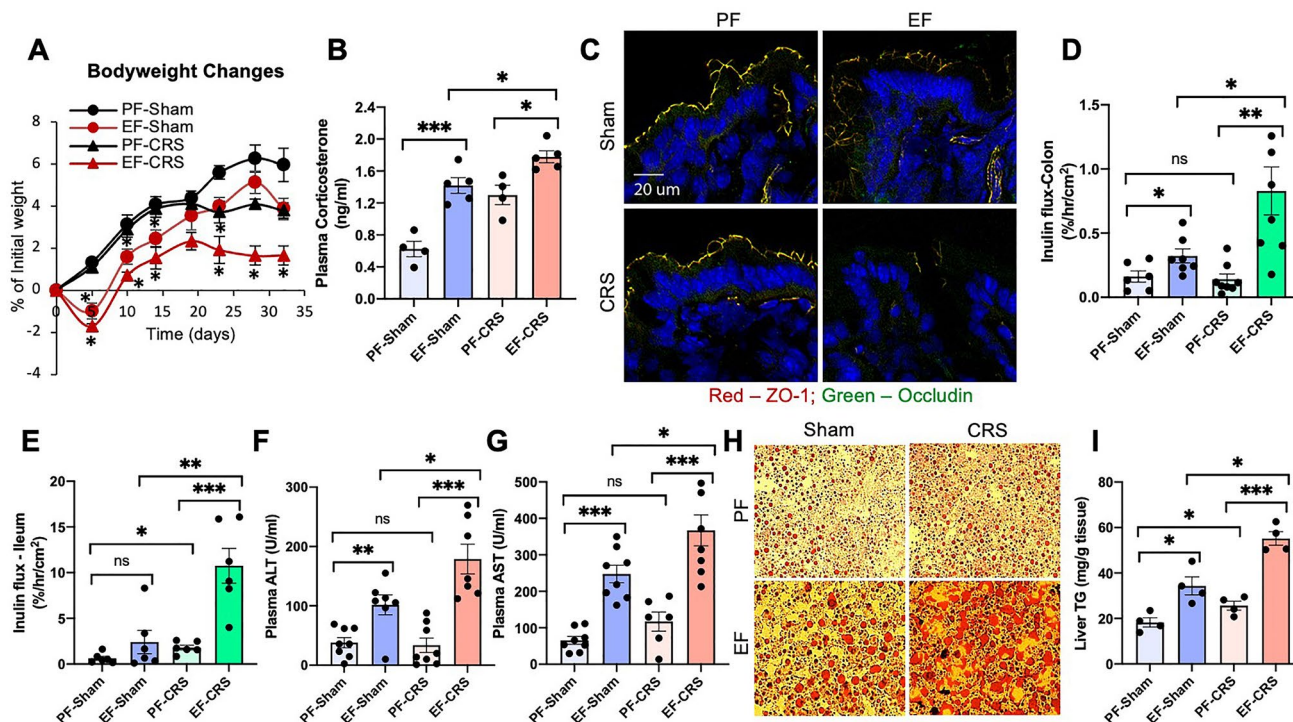 A
Bodyweight Changes
PF-Sham
EF-Sham
PF-CRS
EF-CRS
% of Initial weight
6
4
2
0
-2
-4
0
5
10
15
20
25
30
35
Time (days)
*
*
*
*
*
*
*
*
*
B
Plasma Corticosterone
(ng/ml)
2.4
2.0
1.6
1.2
0.8
0.4
0.0
***
*
*
PF-Sham
EF-Sham
PF-CRS
EF-CRS
C
PF
EF
Sham
CRS
20 um
Red – ZO-1; Green – Occludin
D
Inulin flux-Colon
(%/hr/cm2)
1.5
1.0
0.5
0.0
*
ns
**
*
PF-Sham
EF-Sham
PF-CRS
EF-CRS
E
Inulin flux - Ileum
(%/hr/cm2)
20
15
10
5
0
ns
*
***
**
PF-Sham
EF-Sham
PF-CRS
EF-CRS
F
Plasma ALT (U/ml)
300
200
100
0
**
ns
***
*
PF-Sham
EF-Sham
PF-CRS
EF-CRS
G
Plasma AST (U/ml)
500
400
300
200
100
0
***
ns
***
*
PF-Sham
EF-Sham
PF-CRS
EF-CRS
H
Sham
CRS
PF
EF
I
Liver TG (mg/g tissue)
80
60
40
20
0
*
*
***
*
PF-Sham
EF-Sham
PF-CRS
EF-CRS